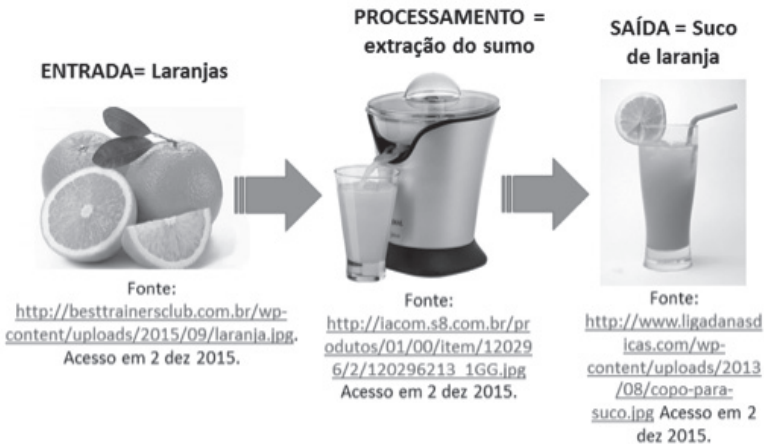 ENTRADA= Laranjas
Fonte:
http://besttrainersclub.com.br/wp-
content/uploads/2015/09/laranja.jpg.
Acesso em 2 dez 2015.
PROCESSAMENTO =
extração do sumo
Fonte:
http://iacom.s8.com.br/pr
odutos/01/00/item/12029
6/2/120296213_1GG.jpg
Acesso em 2 dez 2015.
SAÍDA = Suco
de laranja
Fonte:
http://www.ligadanasd
icas.com/wp-
content/uploads/2013
/08/copo-para-
suco.jpg Acesso em 2
dez 2015.